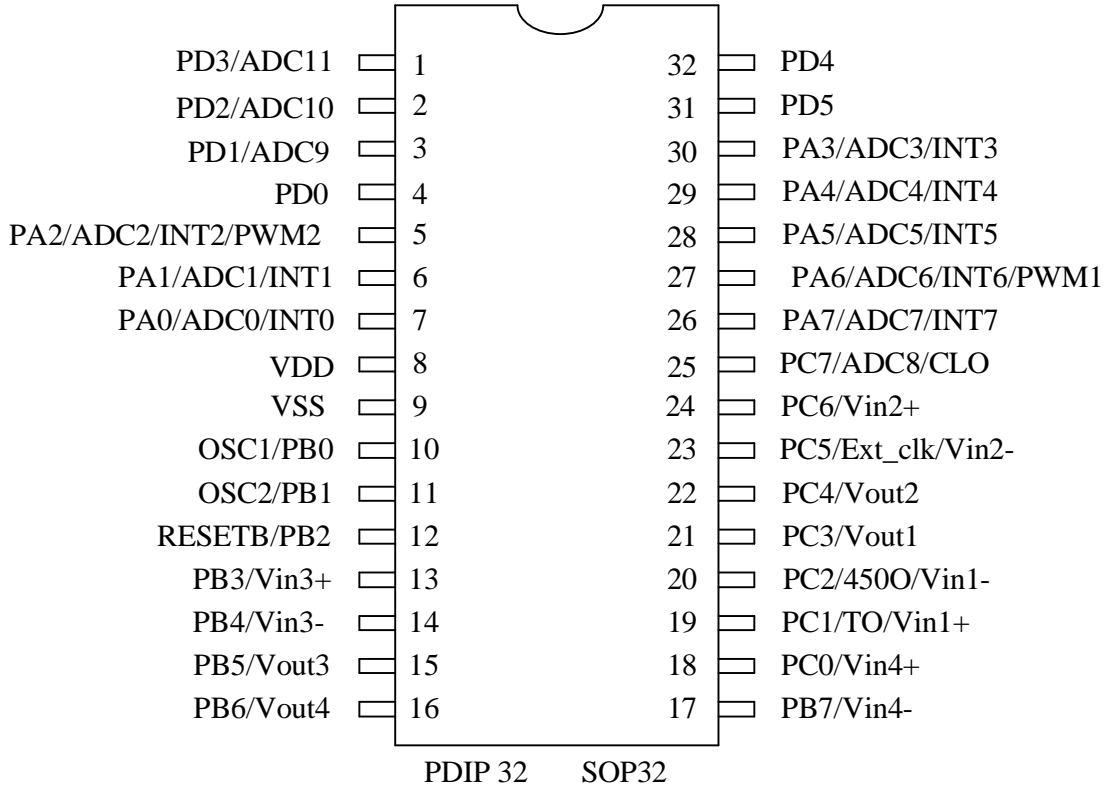 PD3/ADC11 1 32 PD4
PD2/ADC10 2 31 PD5
PD1/ADC9 3 30 PA3/ADC3/INT3
PD0 4 29 PA4/ADC4/INT4
PA2/ADC2/INT2/PWM2 5 28 PA5/ADC5/INT5
PA1/ADC1/INT1 6 27 PA6/ADC6/INT6/PWM1
PA0/ADC0/INT0 7 26 PA7/ADC7/INT7
VDD 8 25 PC7/ADC8/CLO
VSS 9 24 PC6/Vin2+
OSC1/PB0 10 23 PC5/Ext_clk/Vin2-
OSC2/PB1 11 22 PC4/Vout2
RESETB/PB2 12 21 PC3/Vout1
PB3/Vin3+ 13 20 PC2/450O/Vin1-
PB4/Vin3- 14 19 PC1/TO/Vin1+
PB5/Vout3 15 18 PC0/Vin4+
PB6/Vout4 16 17 PB7/Vin4-
PDIP 32 SOP32